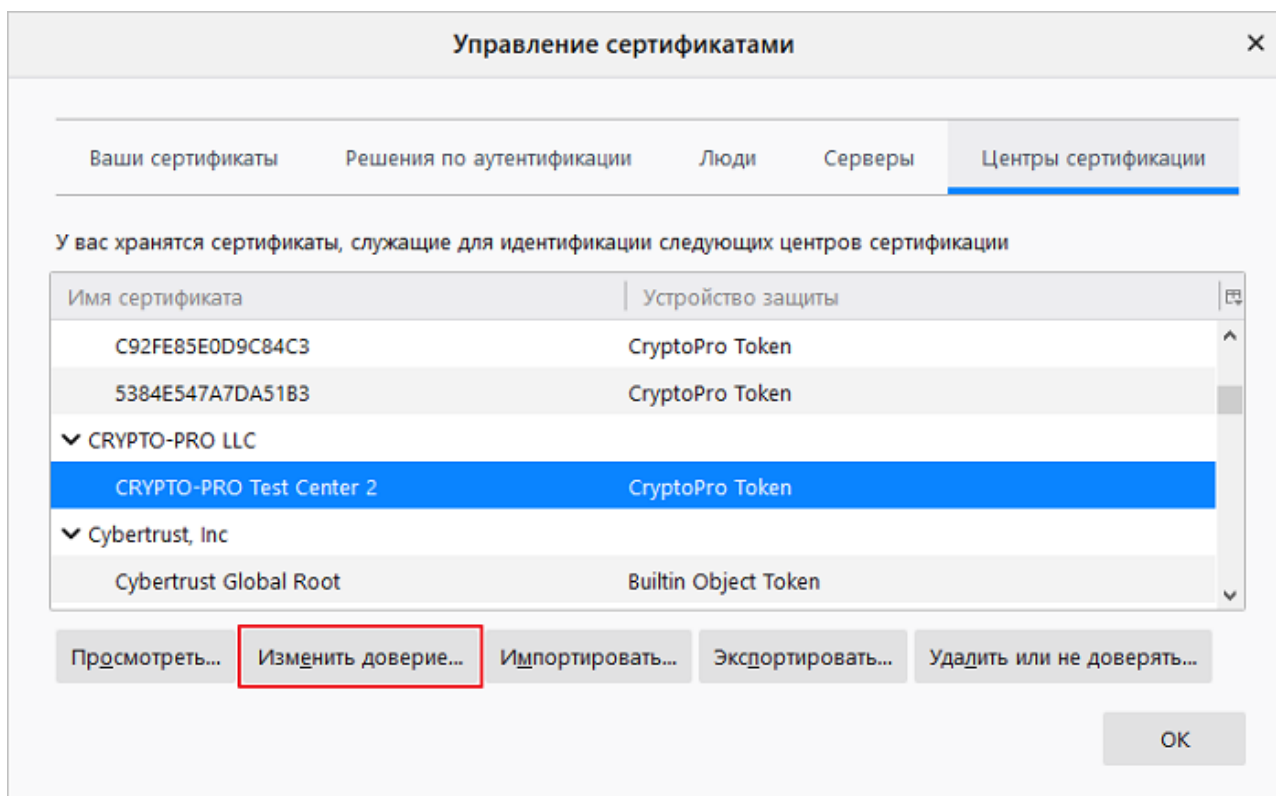 Управление сертификатами
Ваши сертификаты Решения по аутентификации Люди Серверы Центры сертификации
У вас хранятся сертификаты, служащие для идентификации следующих центров сертификации
Имя сертификата Устройство защиты
C92FE85E0D9C84C3 CryptoPro Token
5384E547A7DA51B3 CryptoPro Token
CRYPTO-PRO LLC
CRYPTO-PRO Test Center 2 CryptoPro Token
Cybertrust, Inc
Cybertrust Global Root Builtin Object Token
Просмотреть... Изменить доверие... Импортировать... Экспортировать... Удалить или не доверять...
OK